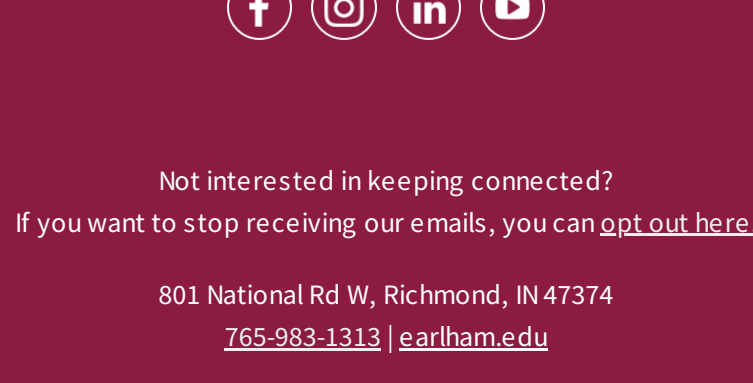 Not interested in keeping connected?
If you want to stop receiving our emails, you can opt out here
801 National Rd W, Richmond, IN 47374
765-983-1313 | earlham.edu